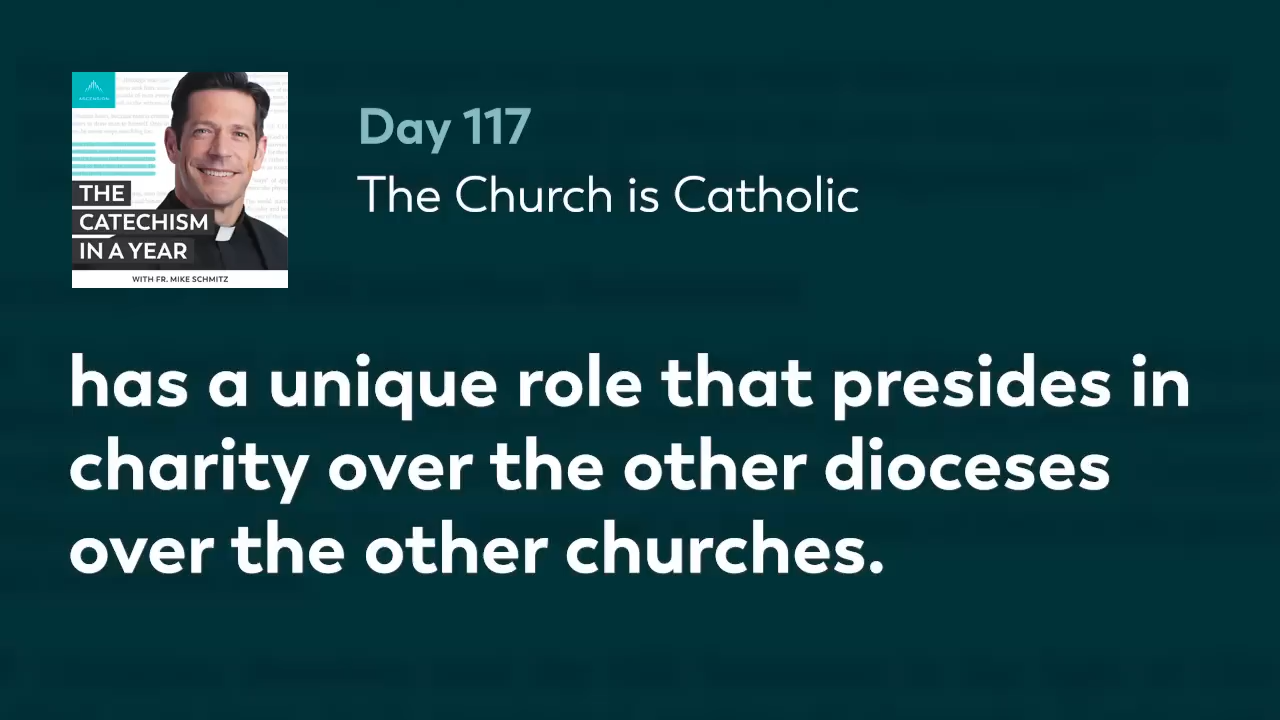 ASCENSION
Day 117
The Church is Catholic
THE
CATECHISM
IN A YEAR
WITH FR. MIKE SCHMITZ
has a unique role that presides in
charity over the other dioceses
over the other churches.